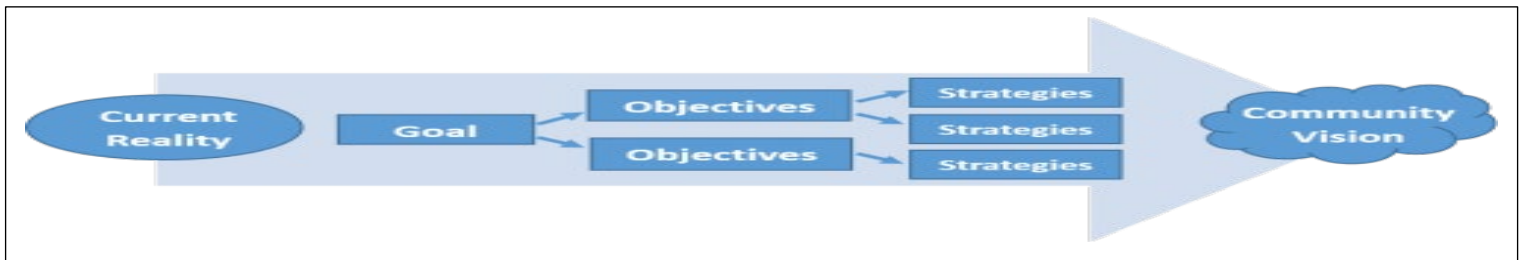 Current
Reality
Goal
Objectives
Objectives
Strategies
Strategies
Strategies
Community
Vision